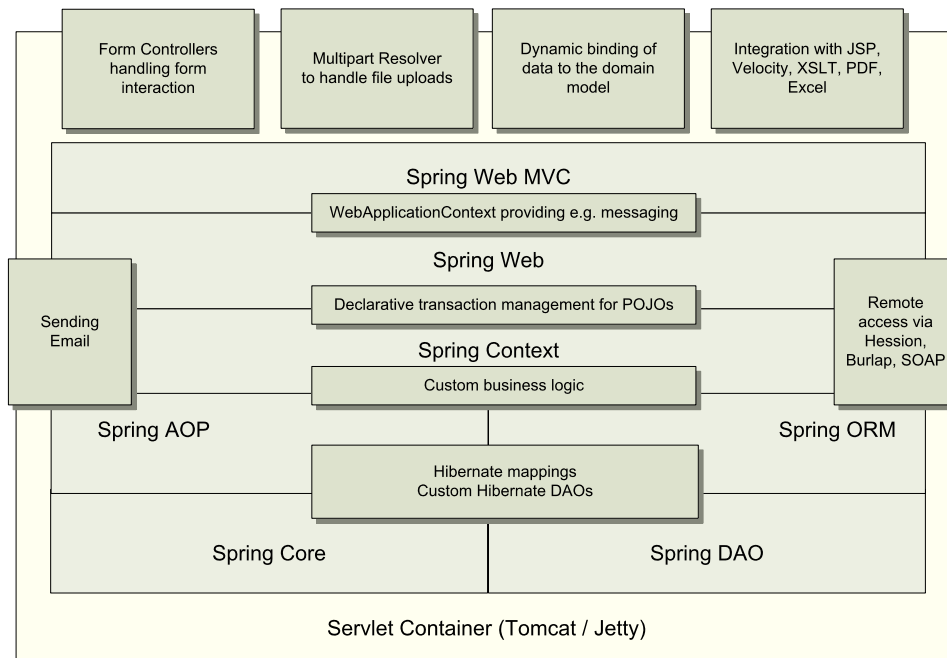 Form Controllers
handling form
interaction
Multipart Resolver
to handle file uploads
Dynamic binding of
data to the domain
model
Integration with JSP,
Velocity, XSLT, PDF,
Excel
Spring Web MVC
WebApplicationContext providing e.g. messaging
Spring Web
Sending
Email
Declarative transaction management for POJOs
Remote
access via
Hession,
Burlap, SOAP
Spring Context
Custom business logic
Spring AOP
Spring ORM
Hibernate mappings
Custom Hibernate DAOs
Spring Core
Spring DAO
Servlet Container (Tomcat / Jetty)